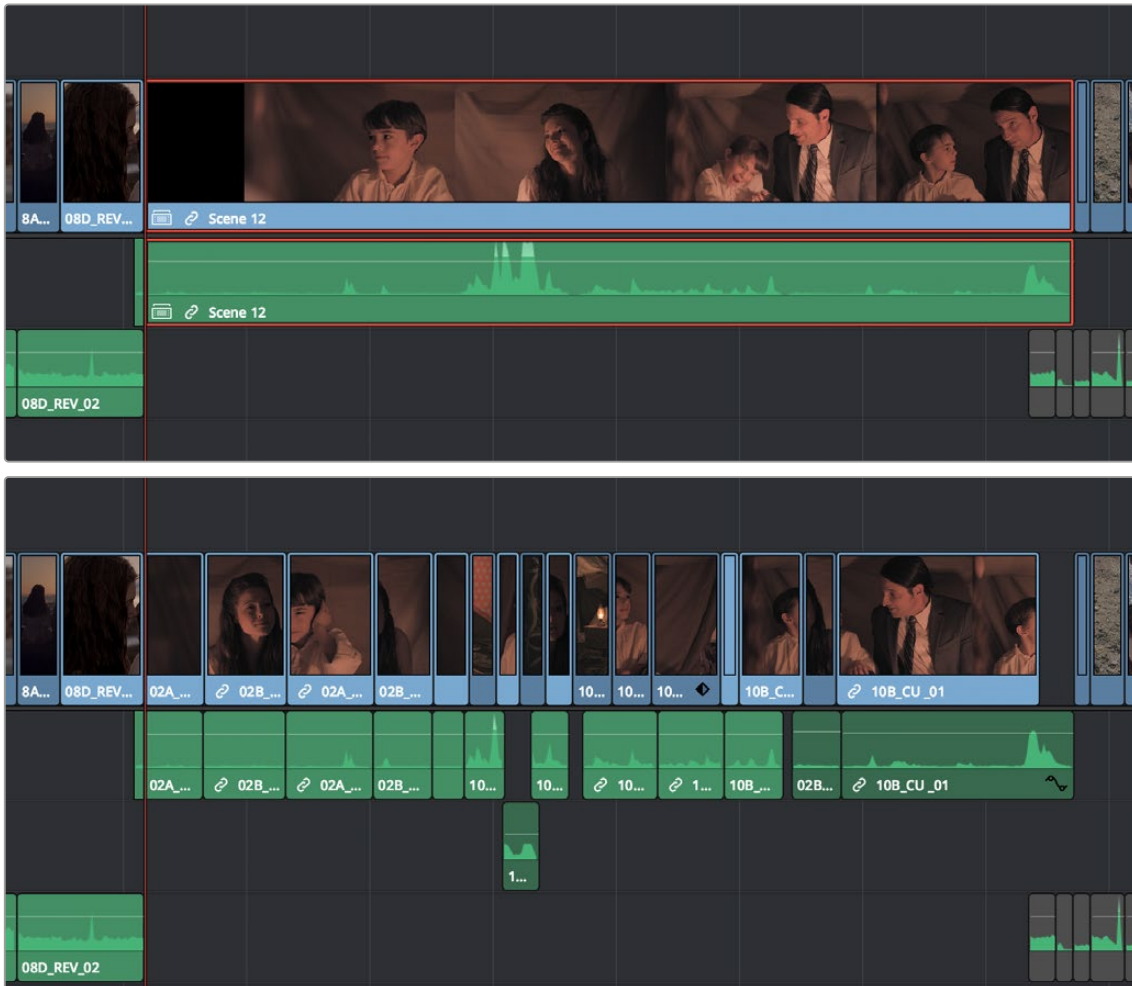 8A... 08D_REV... Scene 12
Scene 12
08D_REV_02
8A... 08D_REV... 02A_... 02B_... 02A_... 02B_... 10... 10... 10... 10B_C... 10B_CU_01
02A_... 02B_... 02A_... 02B_... 10... 10... 10... 1... 10B_... 02B... 10B_CU_01
1...
08D_REV_02